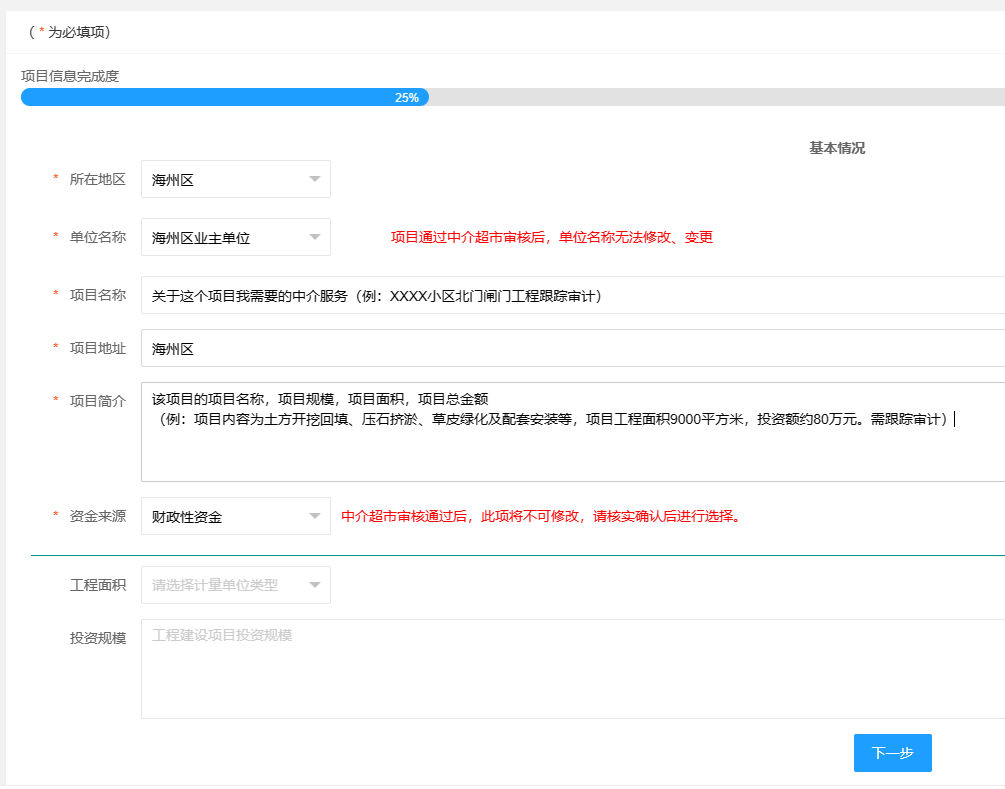 （ * 为必填项）
项目信息完成度
25%
基本情况
* 所在地区 海州区
* 单位名称 海州区业主单位 项目通过中介超市审核后，单位名称无法修改、变更
* 项目名称 关于这个项目我需要的中介服务（例：XXXX小区北门闸门工程跟踪审计）
* 项目地址 海州区
* 项目简介 该项目的项目名称，项目规模，项目面积，项目总金额
（例：项目内容为土方开挖回填、压石挤淤、草皮绿化及配套安装等，项目工程面积9000平方米，投资额约80万元。需跟踪审计）
* 资金来源 财政性资金 中介超市审核通过后，此项将不可修改，请核实确认后进行选择。
工程面积 请选择计量单位类型
投资规模 工程建设项目投资规模
下一步